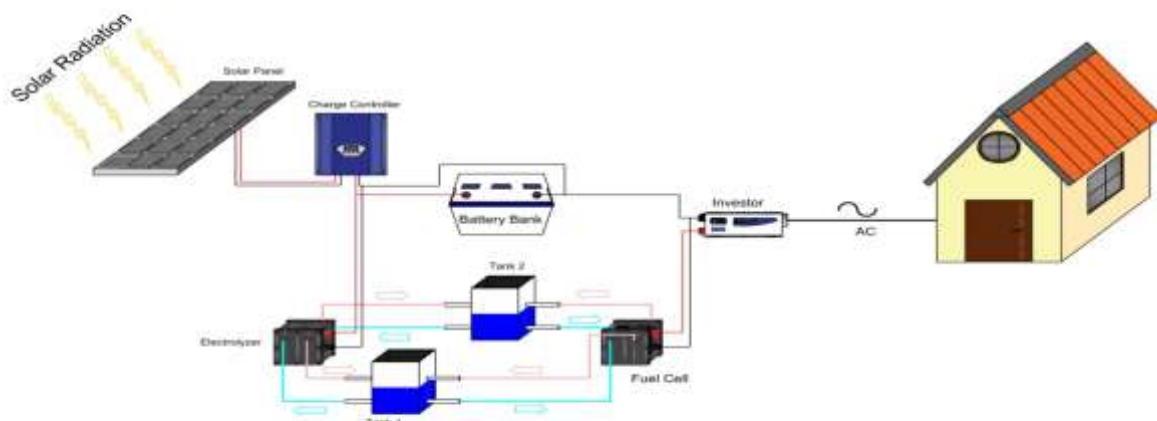 Solar Radiation
Solar Panel
Charge Controller
Battery Bank
Investor
AC
Tank 2
Electrolyzer
Fuel Cell